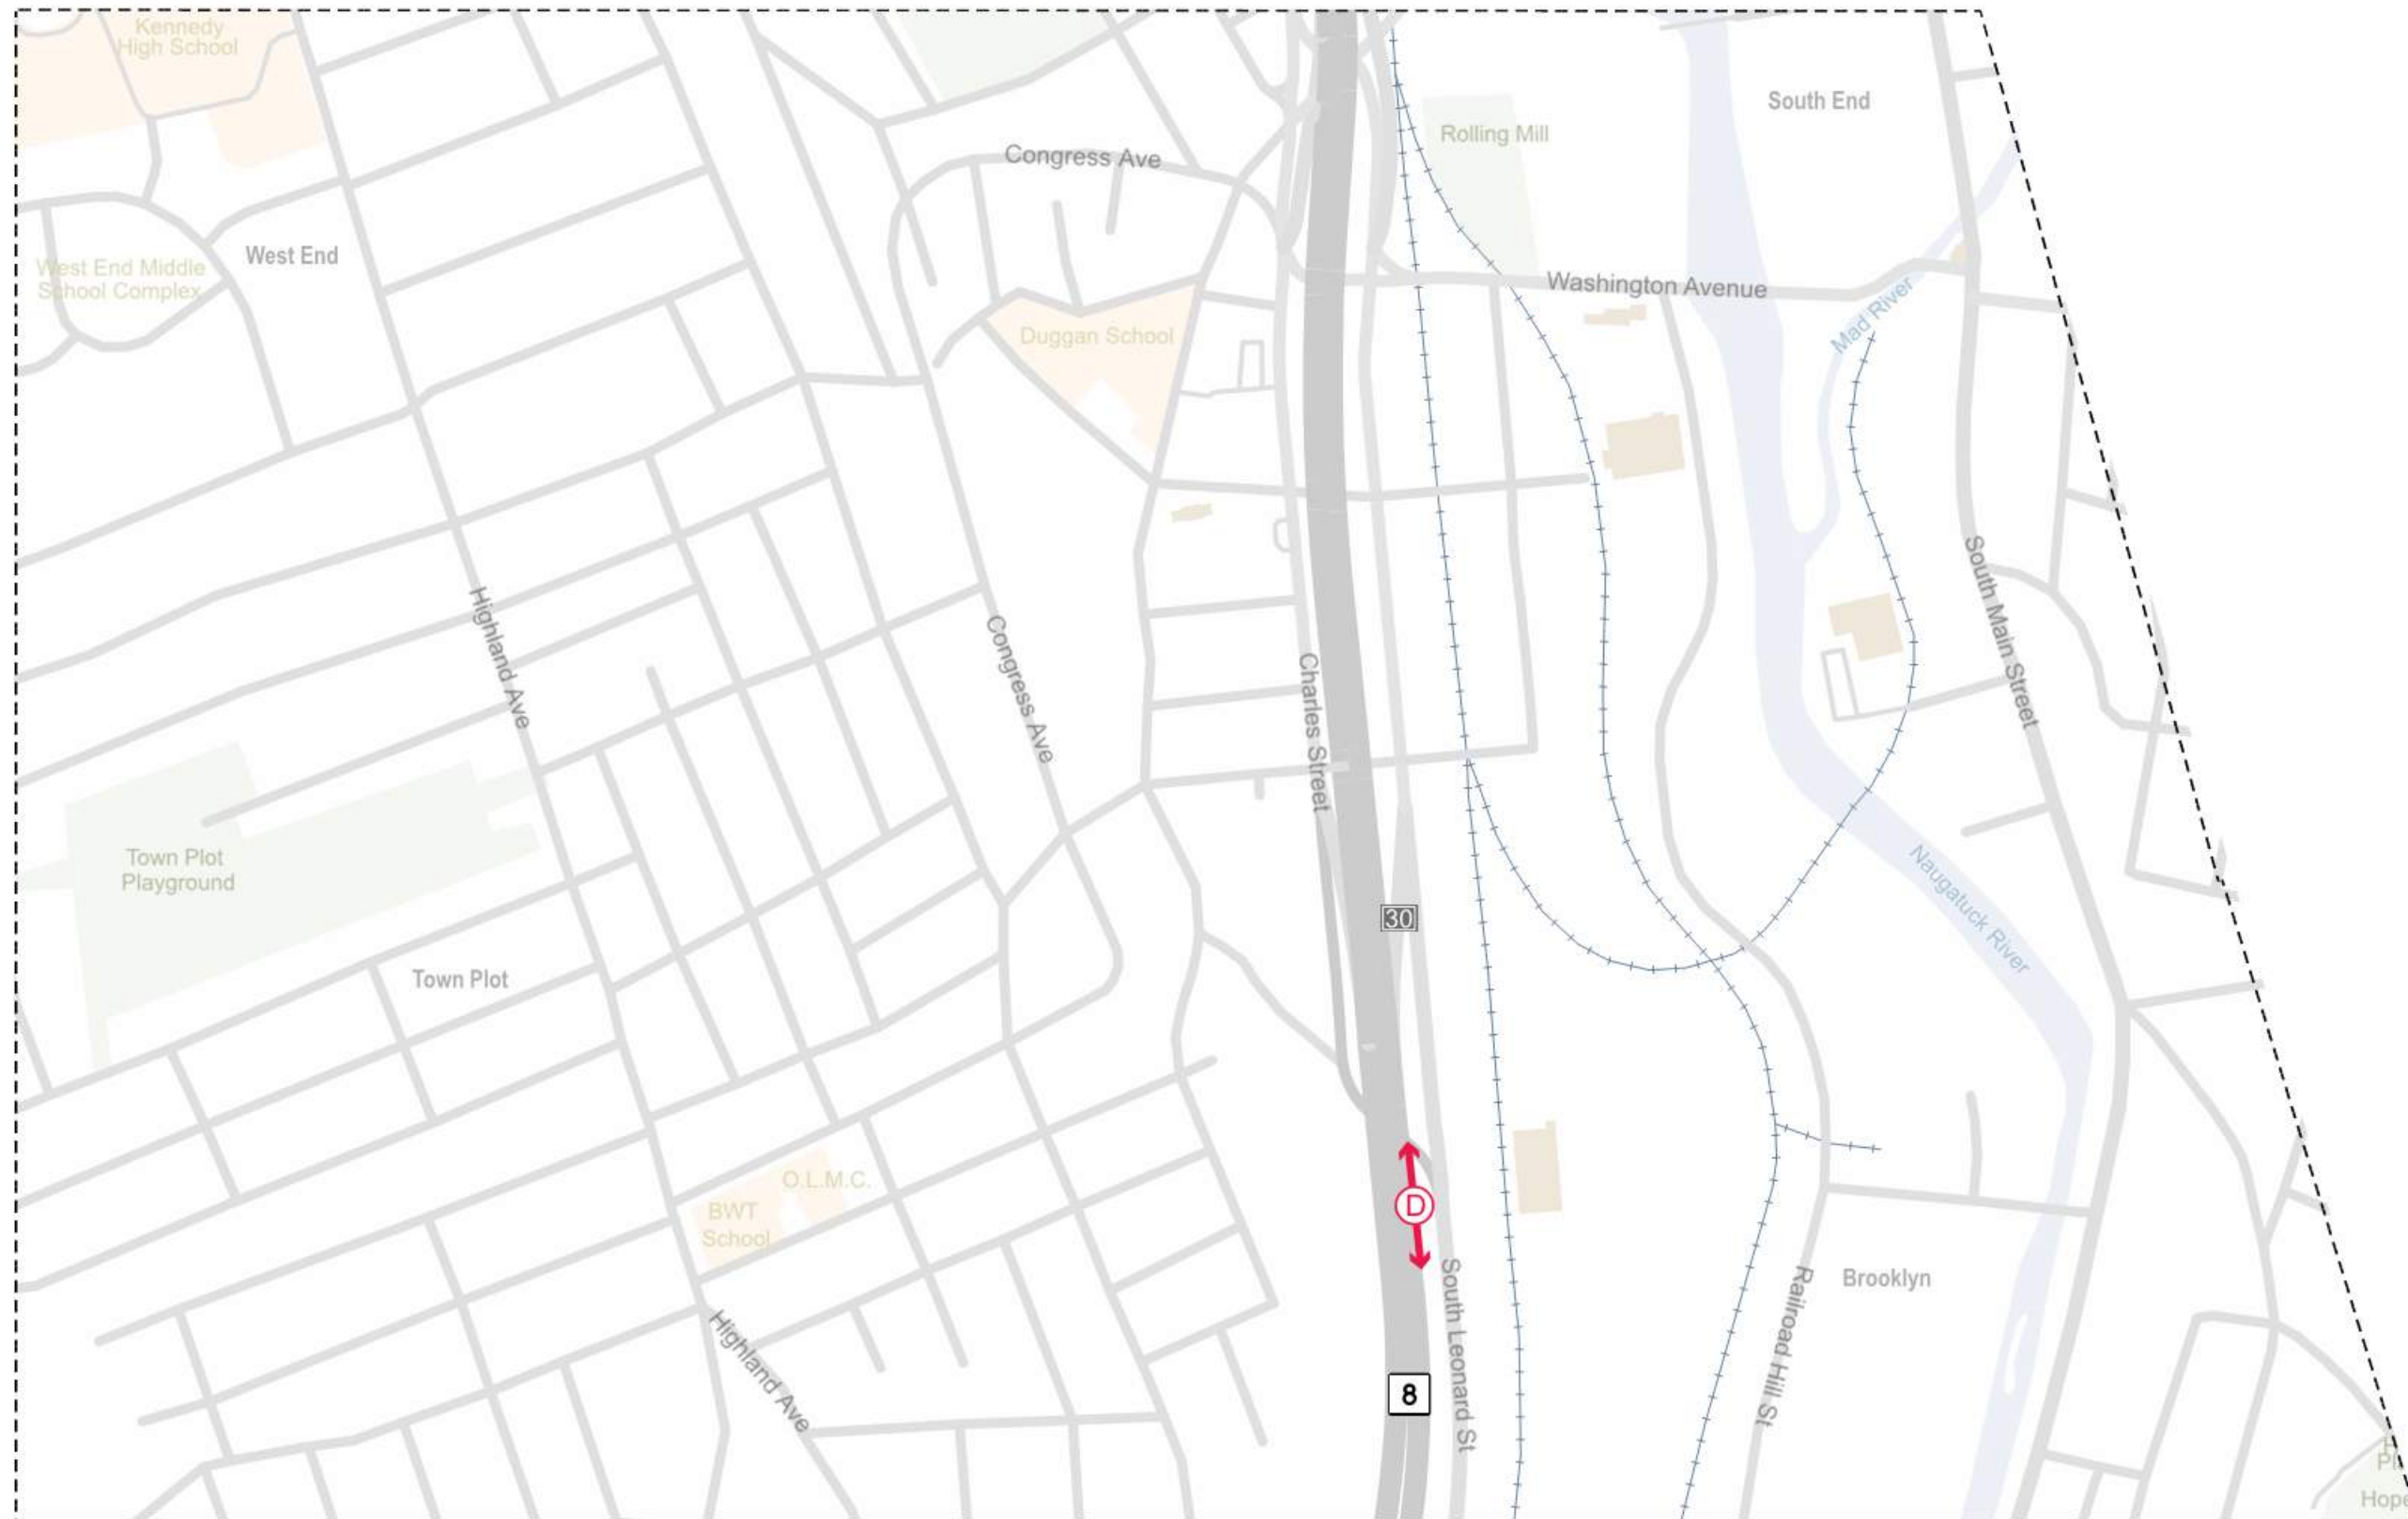 Kennedy
High School
South End
Rolling Mill
Congress Ave
West End
West End Middle
School Complex
Washington Avenue
Mad River
Duggan School
South Main Street
Highland Ave
Congress Ave
Charles Street
Town Plot
Playground
Naugatuck River
30
Town Plot
O.L.M.C.
BWT
School
D
South Leonard St
Railroad Hill St
Brooklyn
Highland Ave
8